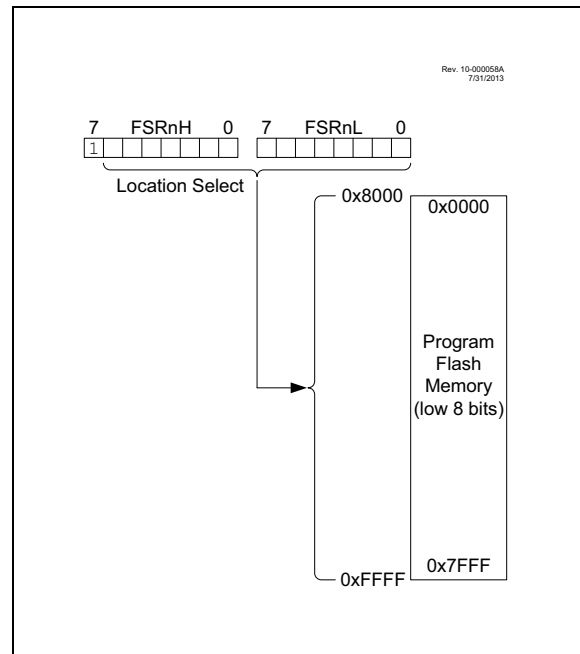 Rev. 10-000058A
7/31/2013
7 FSRnH 0 7 FSRnL 0
1
Location Select
0x8000
0x0000
Program
Flash
Memory
(low 8 bits)
0x7FFF
0xFFFF